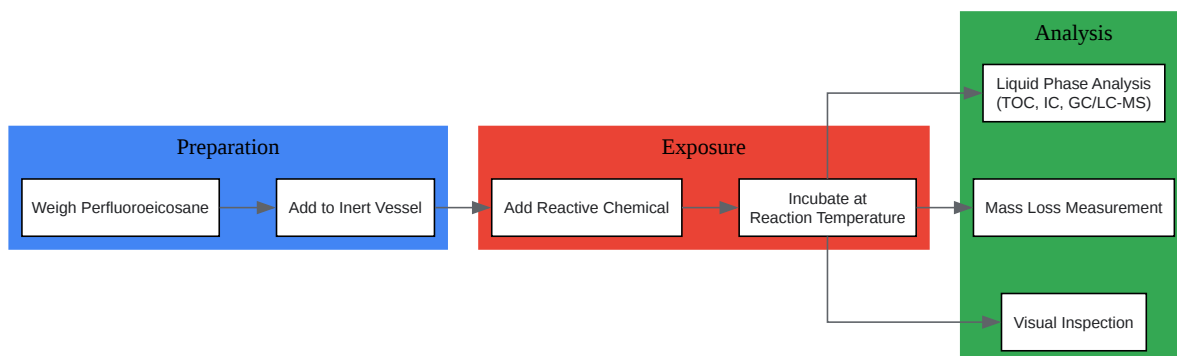 Preparation
Weigh Perfluoroeicosane
Add to Inert Vessel
Exposure
Add Reactive Chemical
Incubate at
Reaction Temperature
Analysis
Liquid Phase Analysis
(TOC, IC, GC/LC-MS)
Mass Loss Measurement
Visual Inspection